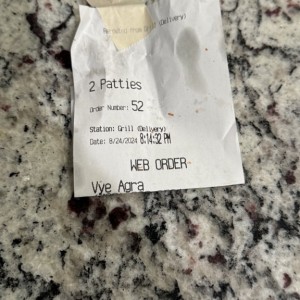 2 Patties
Order Number: 52
Station: Grill (Delivery)
Date: 8/24/2024 8:14:32 PM
WEB ORDER
Vye Agra